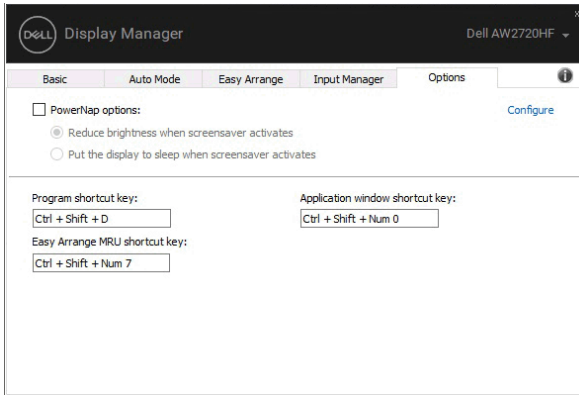 DELL Display Manager Dell AW2720HF
Basic Auto Mode Easy Arrange Input Manager Options
PowerNap options: Configure
Reduce brightness when screensaver activates
Put the display to sleep when screensaver activates
Program shortcut key: Application window shortcut key:
Ctrl + Shift + D Ctrl + Shift + Num 0
Easy Arrange MRU shortcut key:
Ctrl + Shift + Num 7